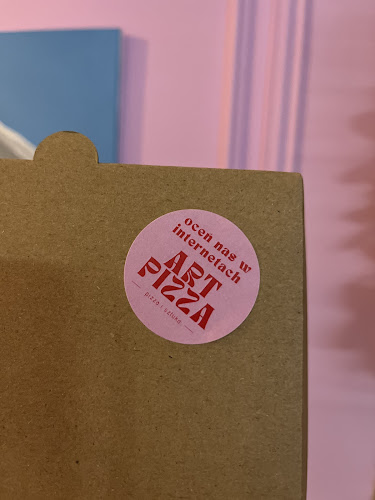 oceń nas w
internetach
ART
PIZZA
pizza i sztuka